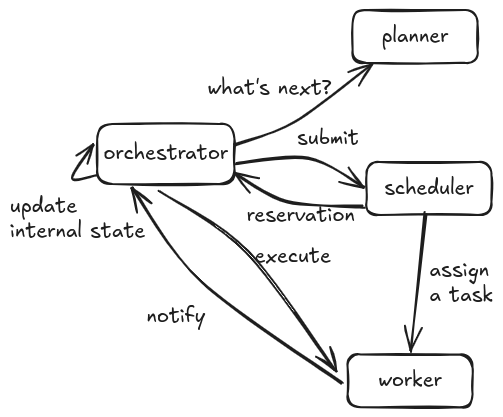 planner
what's next?
submit
orchestrator
scheduler
update
internal state
reservation
execute
assign
a task
notify
worker